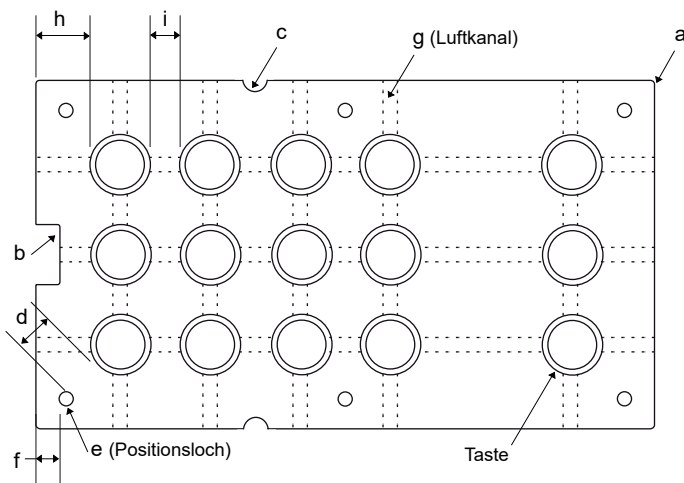 h
i
c
g (Luftkanal)
a
b
d
f
e (Positionsloch)
Taste